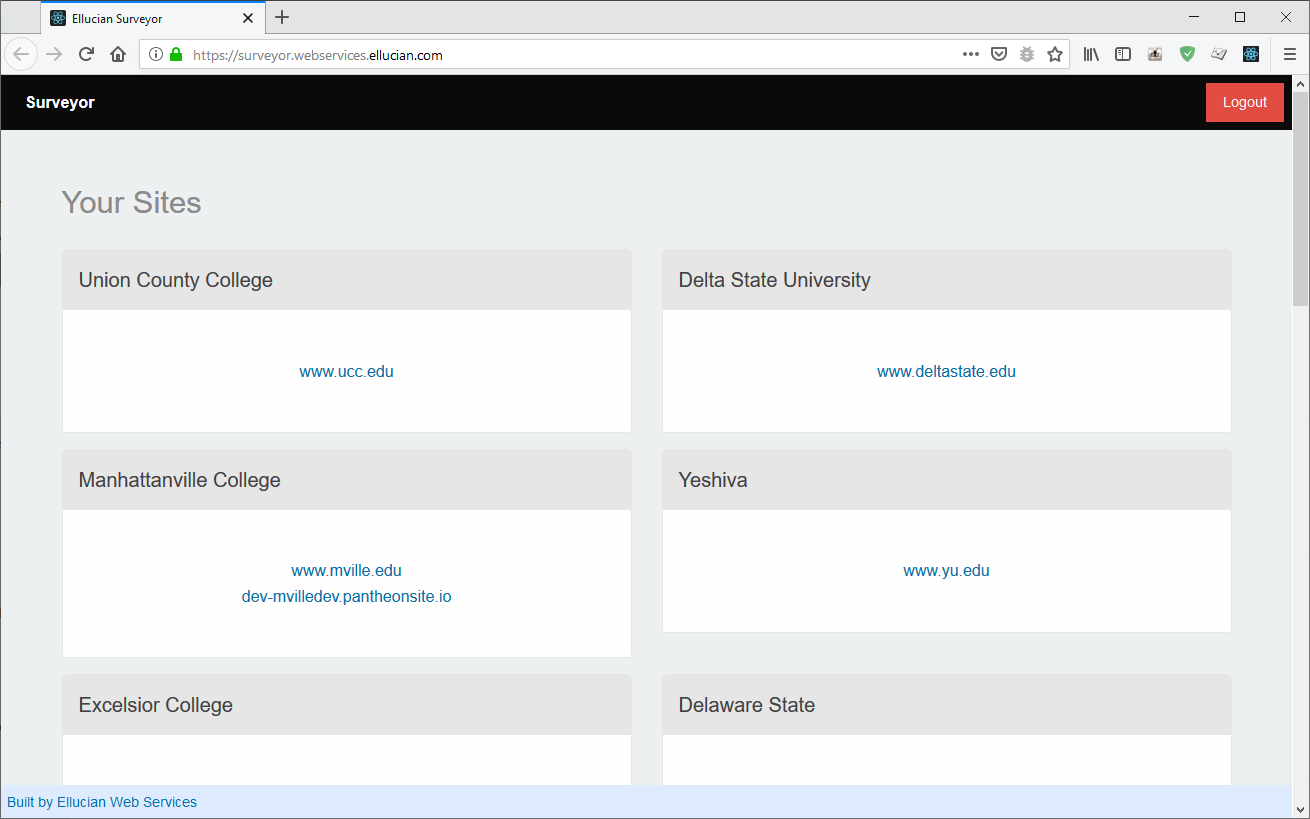 Ellucian Surveyor
https://surveyor.webservices.ellucian.com
Surveyor
Logout
Your Sites
Union County College
Delta State University
www.ucc.edu
www.deltastate.edu
Manhattanville College
Yeshiva
www.mville.edu
dev-mvilledev.pantheonsite.io
www.yu.edu
Excelsior College
Delaware State
Built by Ellucian Web Services